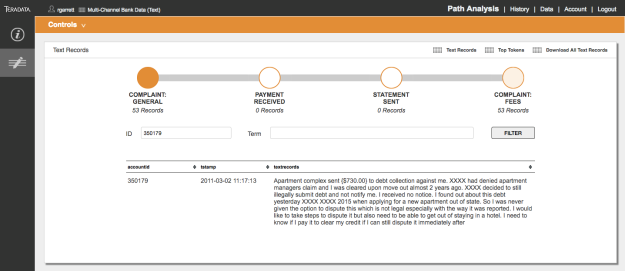 TERADATA
rgarrett
Multi-Channel Bank Data (Text)
Path Analysis | History | Data | Account | Logout
Controls
Text Records
Text Records
Top Tokens
Download All Text Records
COMPLAINT:
GENERAL
53 Records
PAYMENT
RECEIVED
0 Records
STATEMENT
SENT
0 Records
COMPLAINT:
FEES
53 Records
ID 350179 Term FILTER
accountid tstamp textrecords
350179 2011-03-02 11:17:13 Apartment complex sent {$730.00} to debt collection against me. XXXX had denied apartment
managers claim and I was cleared upon move out almost 2 years ago. XXXX decided to still
illegally submit debt and not notify me. I received no notice. I found out about this debt
yesterday XXXX XXXX 2015 when applying for a new apartment out of state. So I was never
given the option to dispute this which is not legal especially with the way it was reported. I would
like to take steps to dispute it but also need to be able to get out of staying in a hotel. I need to
know if I pay it to clear my credit if I can still dispute it immediately after